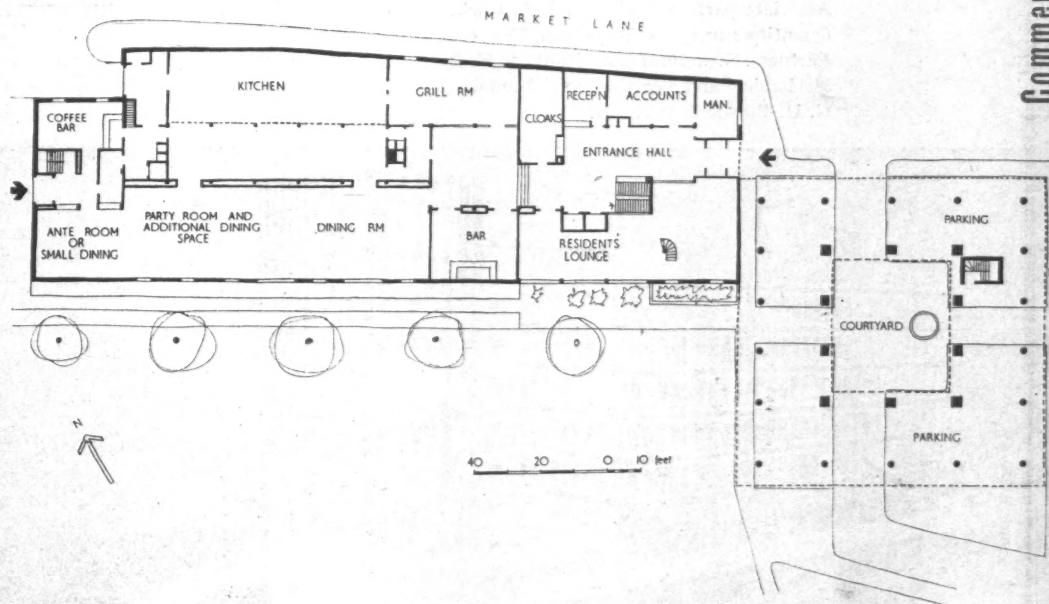 MARKET LANE
KITCHEN
GRILL RM
CLOAKS
RECEP'N
ACCOUNTS
MAN.
COFFEE
BAR
ENTRANCE HALL
PARTY ROOM AND
ADDITIONAL DINING
SPACE
DINING RM
BAR
RESIDENTS'
LOUNGE
ANTE ROOM
OR
SMALL DINING
PARKING
COURTYARD
PARKING
N
40 20 0 10 feet